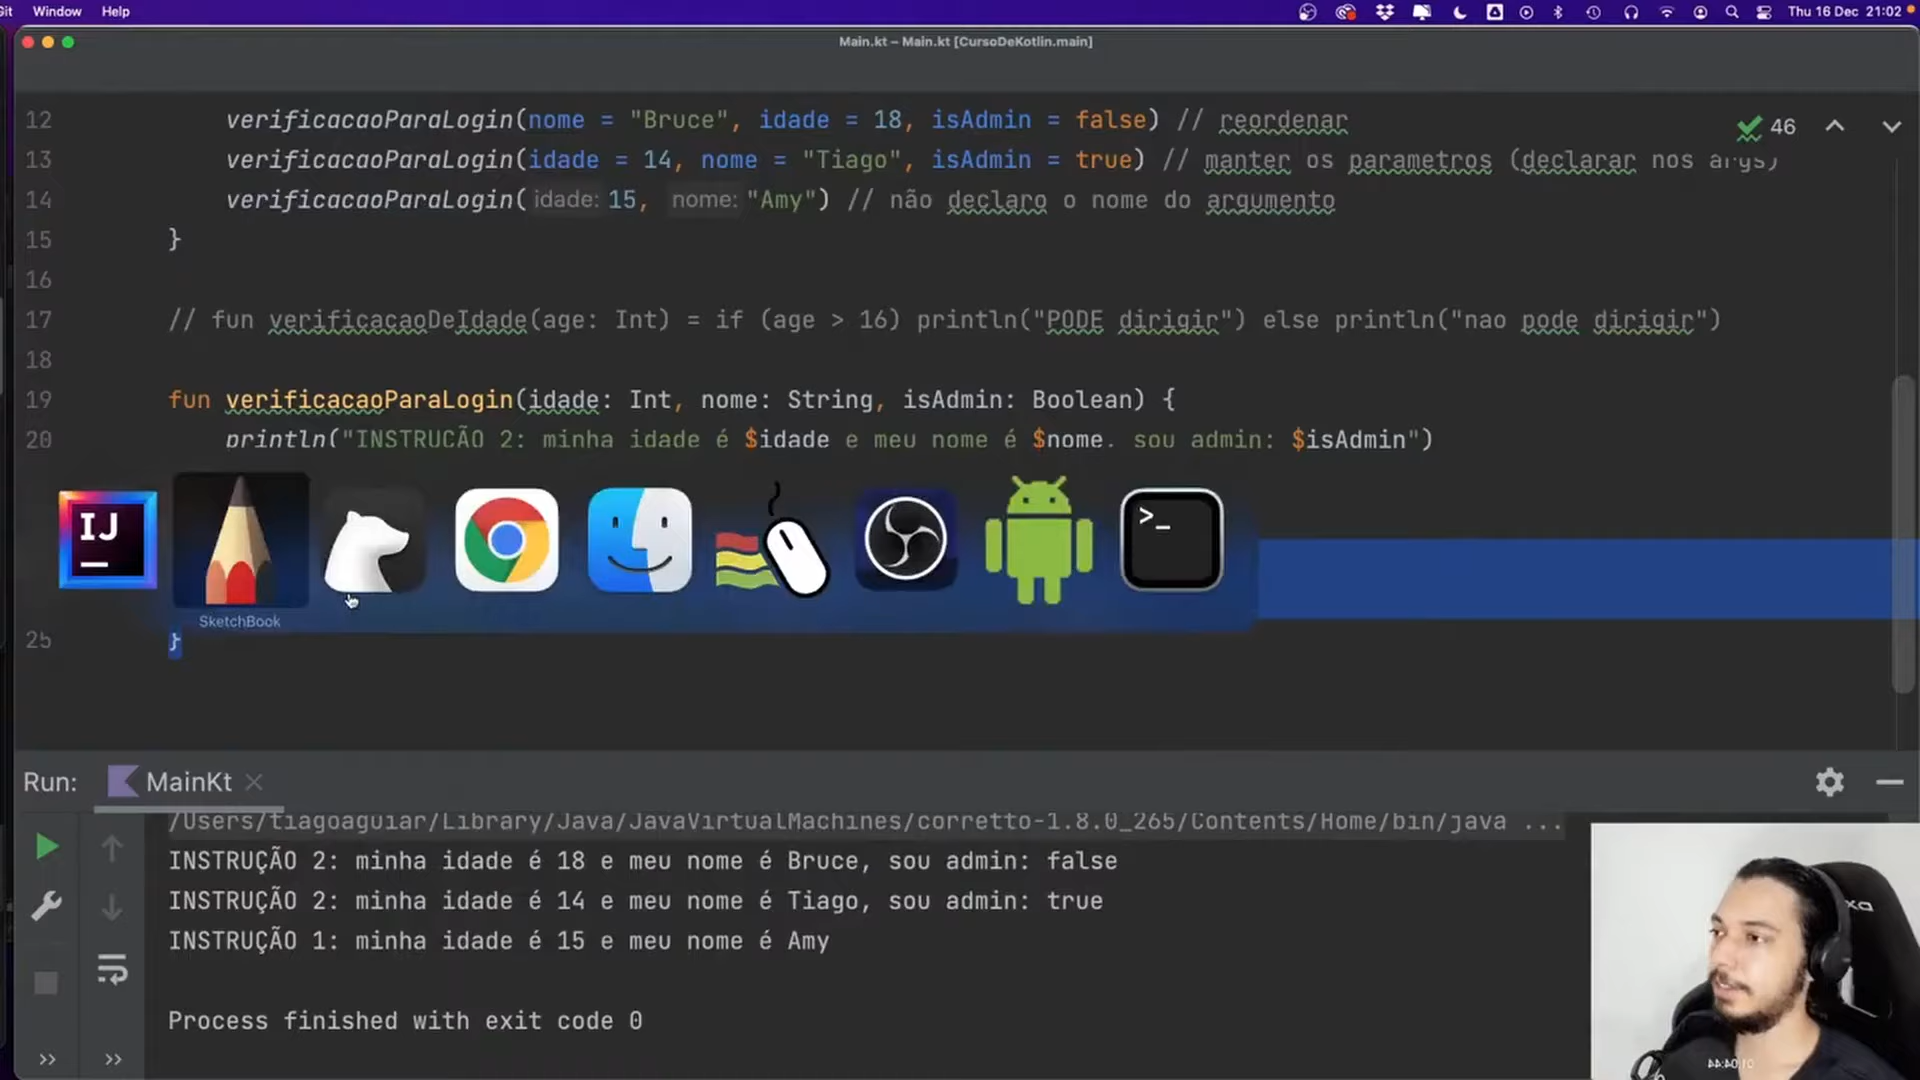 Git Window Help Thu 16 Dec 21:02
Main.kt – Main.kt [CursoDeKotlin.main]
12 verificacaoParaLogin(nome = "Bruce", idade = 18, isAdmin = false) // reordenar
46
13 verificacaoParaLogin(idade = 14, nome = "Tiago", isAdmin = true) // manter os parametros (declarar nos args)
14 verificacaoParaLogin(idade: 15, nome: "Amy") // não declaro o nome do argumento
15 }
16
17 // fun verificacaoDeIdade(age: Int) = if (age > 16) println("PODE dirigir") else println("nao pode dirigir")
18
19 fun verificacaoParaLogin(idade: Int, nome: String, isAdmin: Boolean) {
20 println("INSTRUÇÃO 2: minha idade é $idade e meu nome é $nome, sou admin: $isAdmin")
IJ
>_
SketchBook
25 }
Run: MainKt
/Users/tiagoaguiar/Library/Java/JavaVirtualMachines/corretto-1.8.0_265/Contents/Home/bin/java ...
INSTRUÇÃO 2: minha idade é 18 e meu nome é Bruce, sou admin: false
INSTRUÇÃO 2: minha idade é 14 e meu nome é Tiago, sou admin: true
INSTRUÇÃO 1: minha idade é 15 e meu nome é Amy
Process finished with exit code 0